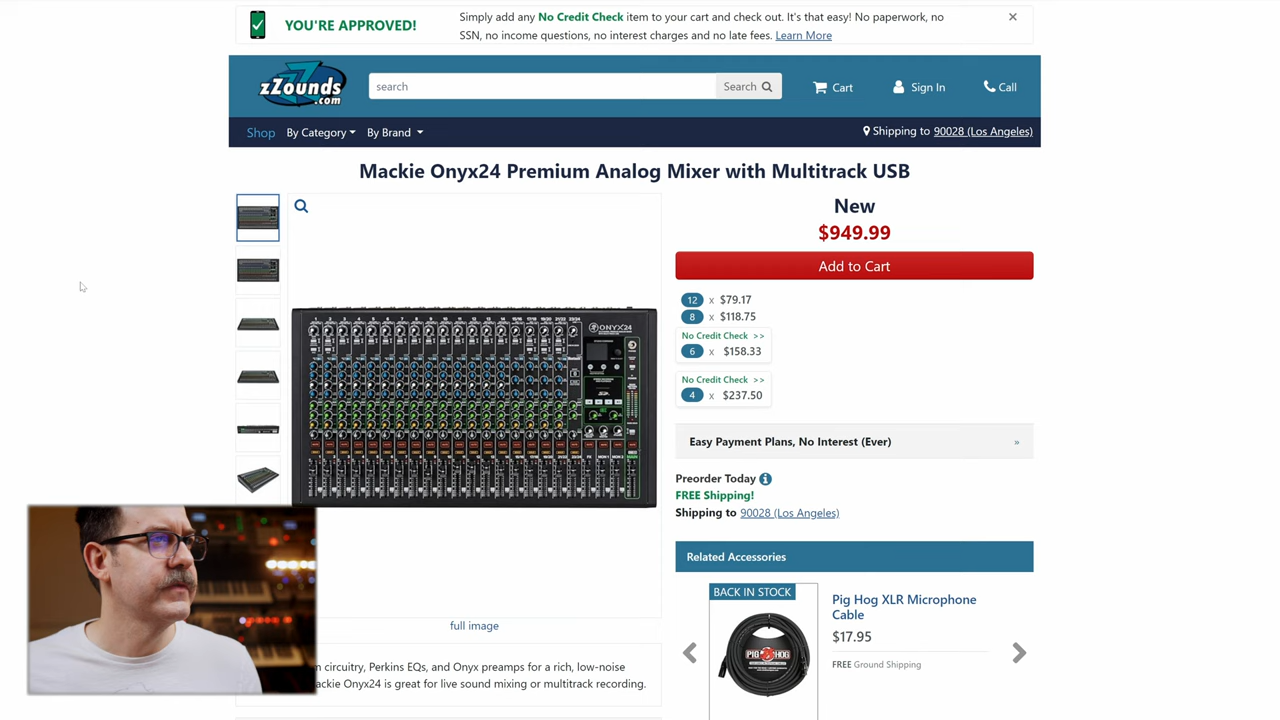 YOU'RE APPROVED!
Simply add any No Credit Check item to your cart and check out. It's that easy! No paperwork, no
SSN, no income questions, no interest charges and no late fees. Learn More
zZounds
.com
search
Search
Cart
Sign In
Call
Shop
By Category
By Brand
Shipping to 90028 (Los Angeles)
Mackie Onyx24 Premium Analog Mixer with Multitrack USB
New
$949.99
Add to Cart
12 x $79.17
8 x $118.75
No Credit Check >>
6 x $158.33
No Credit Check >>
4 x $237.50
Easy Payment Plans, No Interest (Ever) »
Preorder Today
FREE Shipping!
Shipping to 90028 (Los Angeles)
Related Accessories
BACK IN STOCK
PIG HOG
Pig Hog XLR Microphone
Cable
$17.95
FREE Ground Shipping
ONYX24
full image
circuitry, Perkins EQs, and Onyx preamps for a rich, low-noise
Onyx24 is great for live sound mixing or multitrack recording.